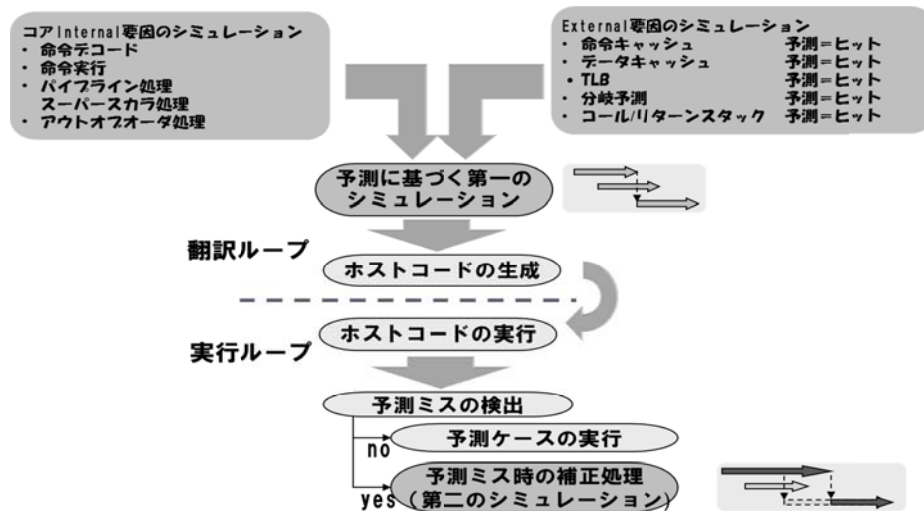 コアInternal要因のシミュレーション
・ 命令デコード
・ 命令実行
・ パイプライン処理
スーパースカラ処理
・ アウトオブオーダ処理
External要因のシミュレーション
・ 命令キャッシュ 予測=ヒット
・ データキャッシュ 予測=ヒット
・ TLB 予測=ヒット
・ 分岐予測 予測=ヒット
・ コール/リターンスタック 予測=ヒット
予測に基づく第一の
シミュレーション
翻訳ループ
ホストコードの生成
ホストコードの実行
実行ループ
予測ミスの検出
no
予測ケースの実行
yes
予測ミス時の補正処理
(第二のシミュレーション)